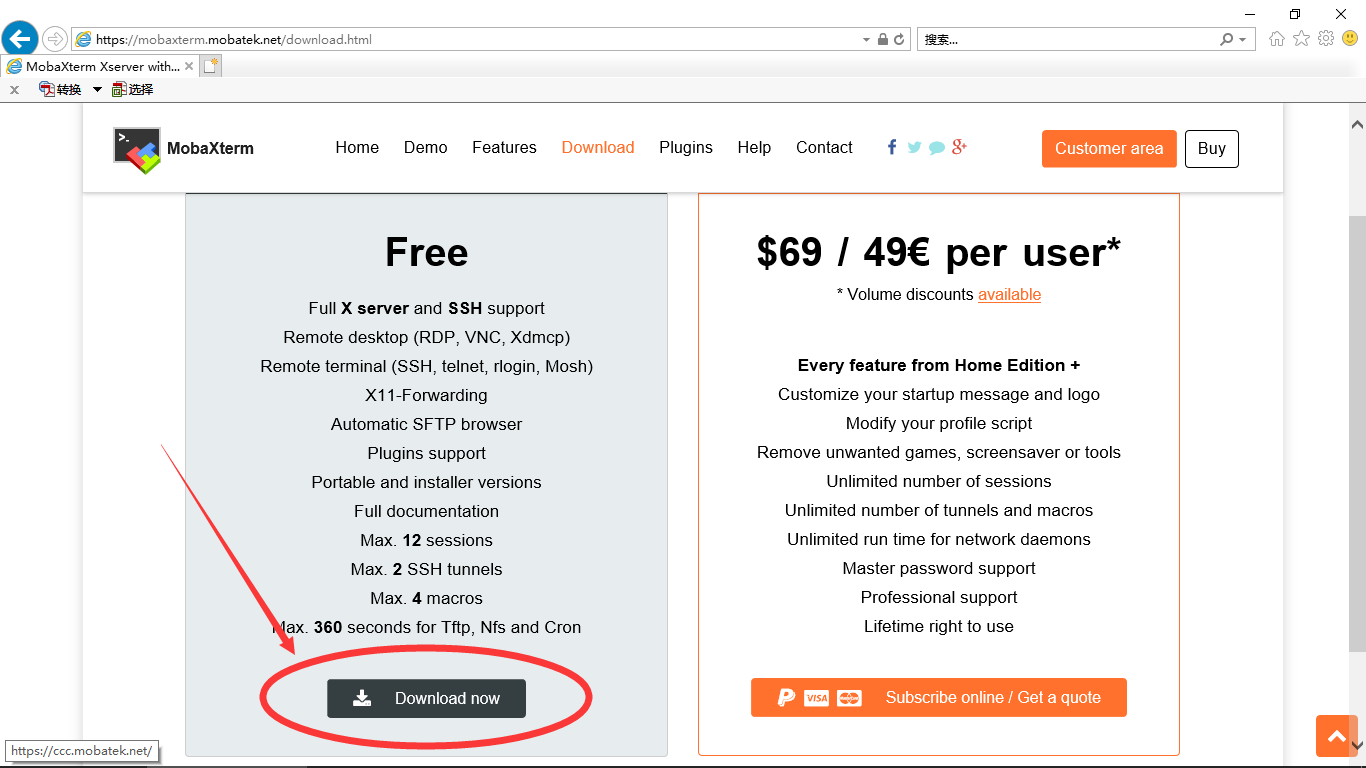 https://mobaxterm.mobatek.net/download.html
搜索...
MobaXterm Xserver with...
x 转换 选择
>_ MobaXterm Home Demo Features Download Plugins Help Contact Customer area Buy
Free
Full X server and SSH support
Remote desktop (RDP, VNC, Xdmcp)
Remote terminal (SSH, telnet, rlogin, Mosh)
X11-Forwarding
Automatic SFTP browser
Plugins support
Portable and installer versions
Full documentation
Max. 12 sessions
Max. 2 SSH tunnels
Max. 4 macros
Max. 360 seconds for Tftp, Nfs and Cron
Download now
$69 / 49€ per user*
* Volume discounts available
Every feature from Home Edition +
Customize your startup message and logo
Modify your profile script
Remove unwanted games, screensaver or tools
Unlimited number of sessions
Unlimited number of tunnels and macros
Unlimited run time for network daemons
Master password support
Professional support
Lifetime right to use
VISA Subscribe online / Get a quote
https://ccc.mobatek.net/